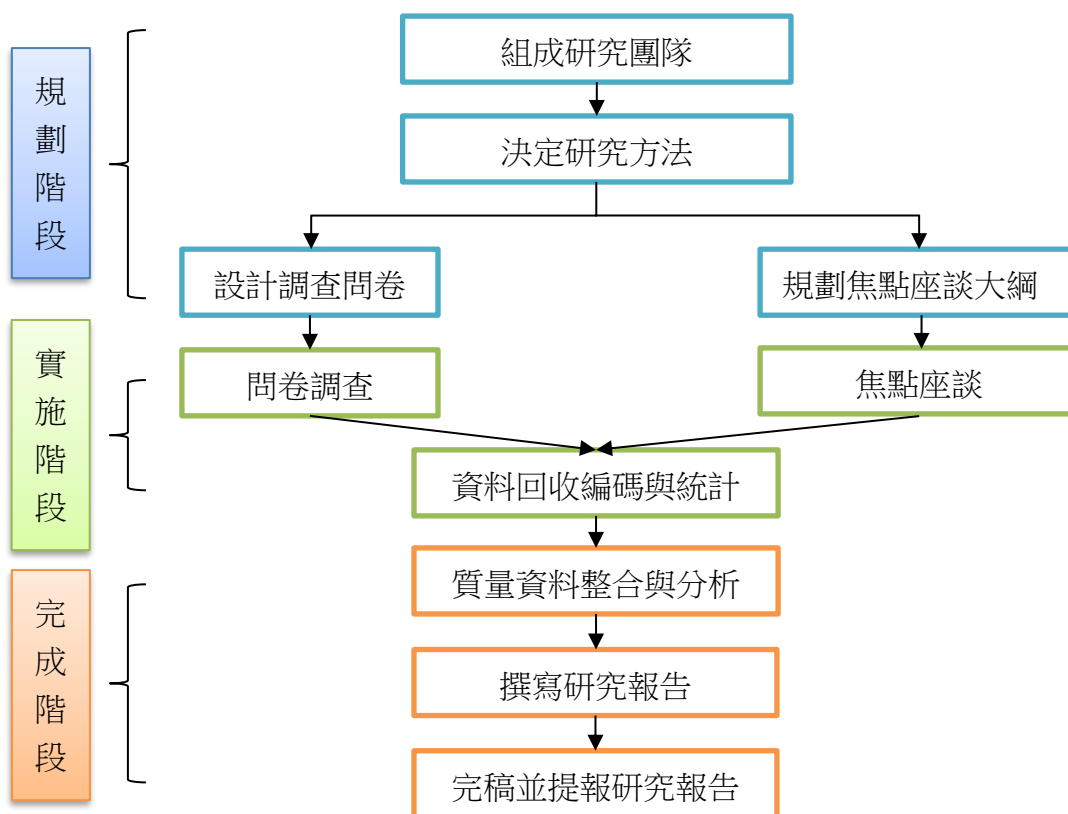 規劃階段
組成研究團隊
決定研究方法
設計調查問卷
規劃焦點座談大綱
實施階段
問卷調查
焦點座談
資料回收編碼與統計
完成階段
質量資料整合與分析
撰寫研究報告
完稿並提報研究報告